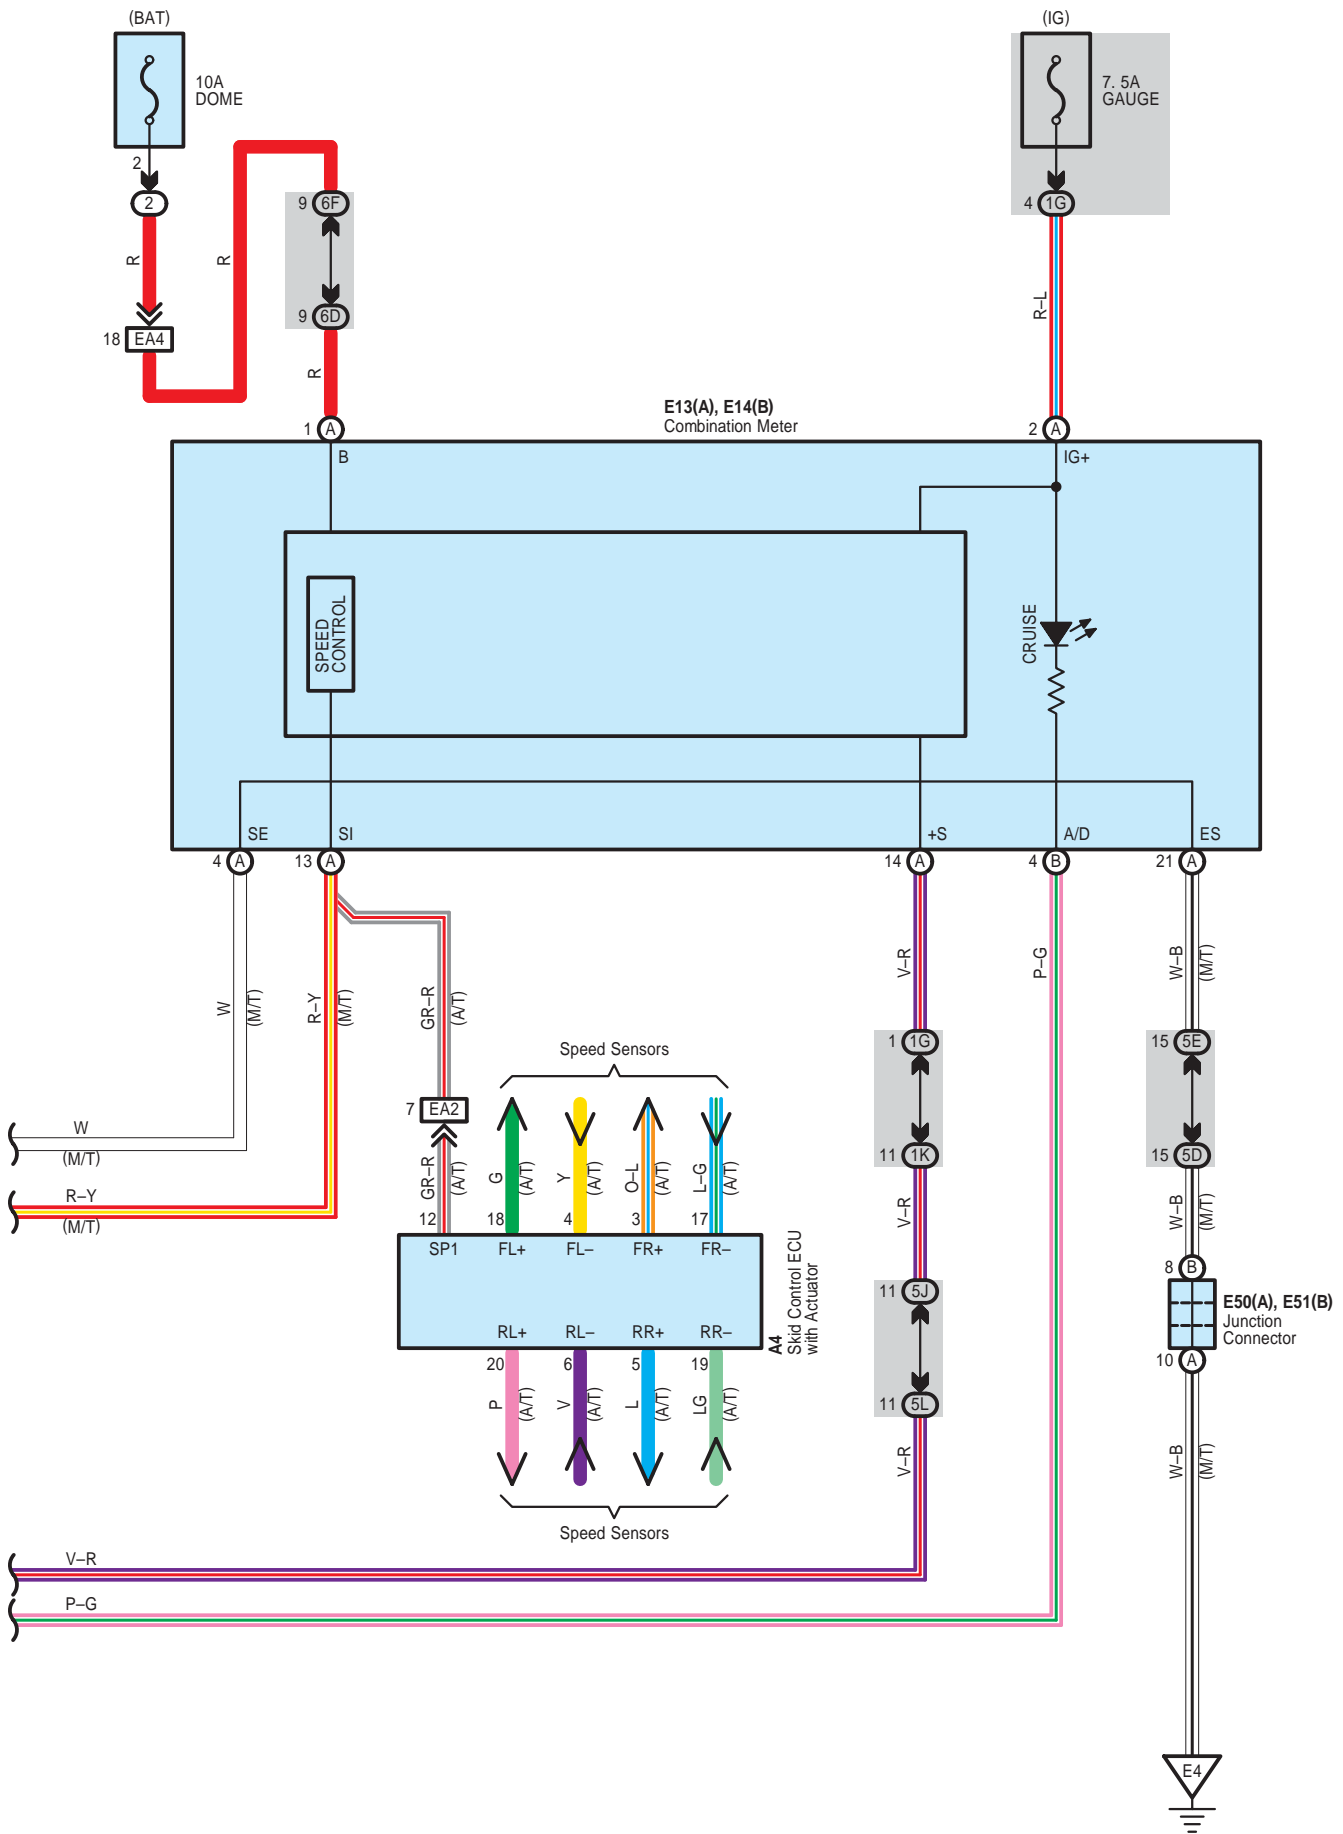 (BAT)
(IG)
10A
DOME
7. 5A
GAUGE
2
2
9 6F
4 1G
R
R
R–L
9 6D
18 EA4
R
E13(A), E14(B)
Combination Meter
1 A
2 A
B
IG+
SPEED
CONTROL
CRUISE
SE
SI
+S
A/D
ES
4 A
13 A
14 A
4 B
21 A
W
(M/T)
R–Y
(M/T)
GR–R
(A/T)
V–R
P–G
W–B
(M/T)
Speed Sensors
1 1G
15 5E
7 EA2
W
(M/T)
11 1K
15 5D
GR–R
(A/T)
G
(A/T)
Y
(A/T)
O–L
(A/T)
L–G
(A/T)
V–R
W–B
(M/T)
R–Y
(M/T)
12
18
4
3
17
SP1
FL+
FL–
FR+
FR–
A4
Skid Control ECU
with Actuator
8 B
11 5J
E50(A), E51(B)
Junction
Connector
RL+
RL–
RR+
RR–
20
6
5
19
10 A
P
(A/T)
V
(A/T)
L
(A/T)
LG
(A/T)
11 5L
V–R
W–B
(M/T)
Speed Sensors
V–R
P–G
E4